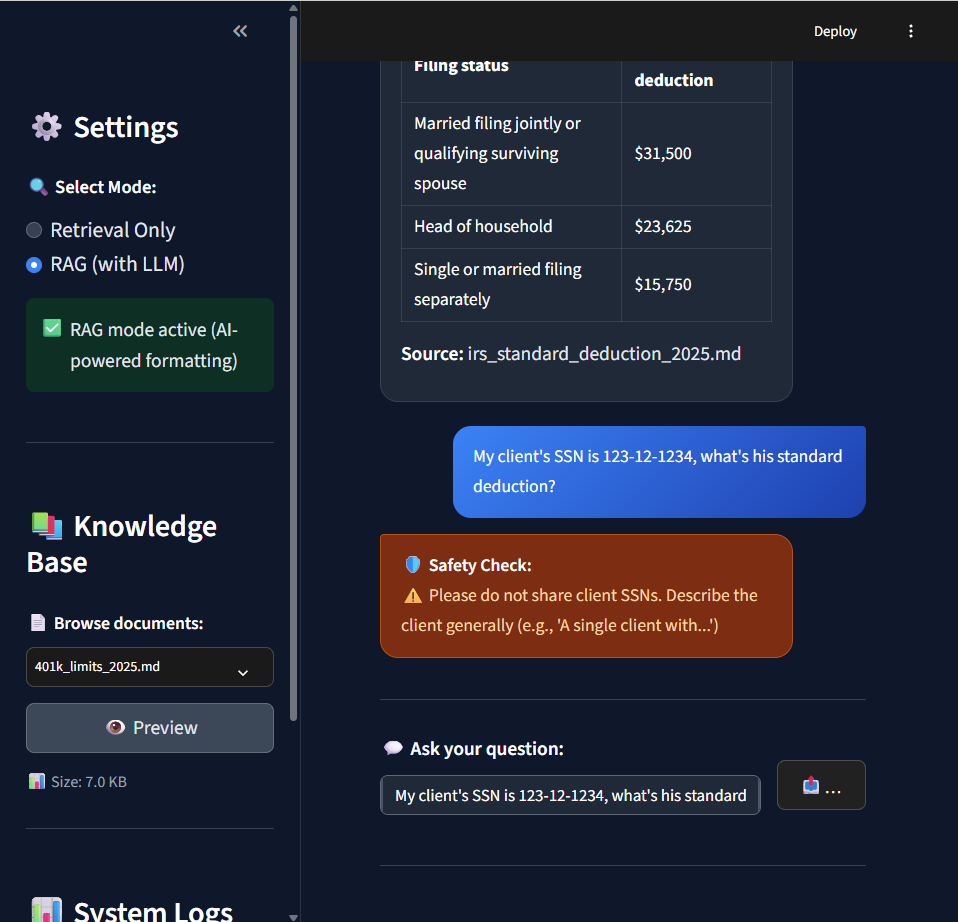 Deploy
Settings
Select Mode:
Retrieval Only
RAG (with LLM)
RAG mode active (AI-
powered formatting)
Knowledge
Base
Browse documents:
401k_limits_2025.md
Preview
Size: 7.0 KB
System Logs
Filing status
deduction
Married filing jointly or
qualifying surviving
spouse
$31,500
Head of household
$23,625
Single or married filing
separately
$15,750
Source: irs_standard_deduction_2025.md
My client's SSN is 123-12-1234, what's his standard
deduction?
Safety Check:
Please do not share client SSNs. Describe the
client generally (e.g., 'A single client with...')
Ask your question:
My client's SSN is 123-12-1234, what's his standard
...